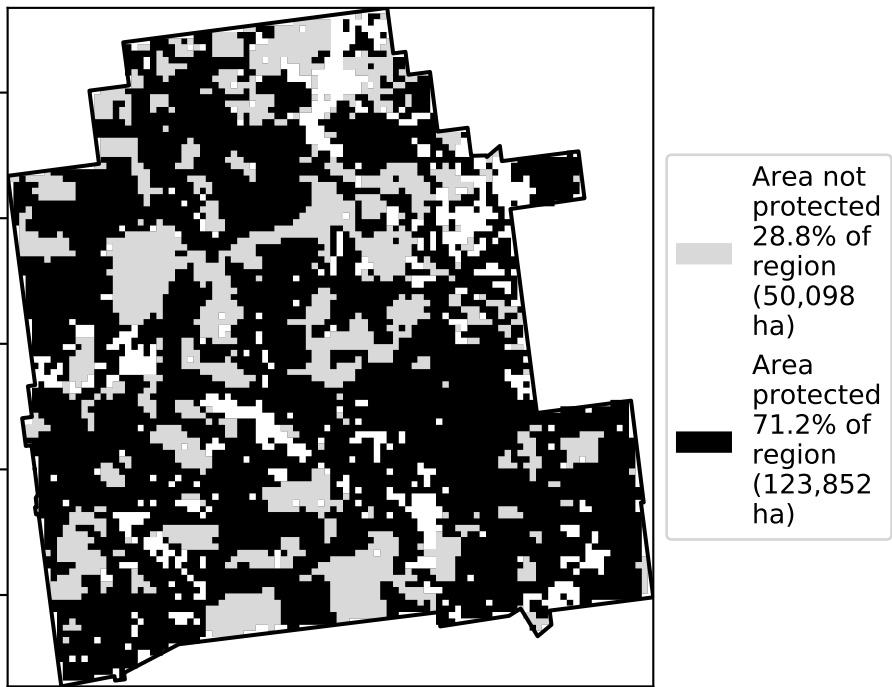 Area not
protected
28.8% of
region
(50,098
ha)
Area
protected
71.2% of
region
(123,852
ha)